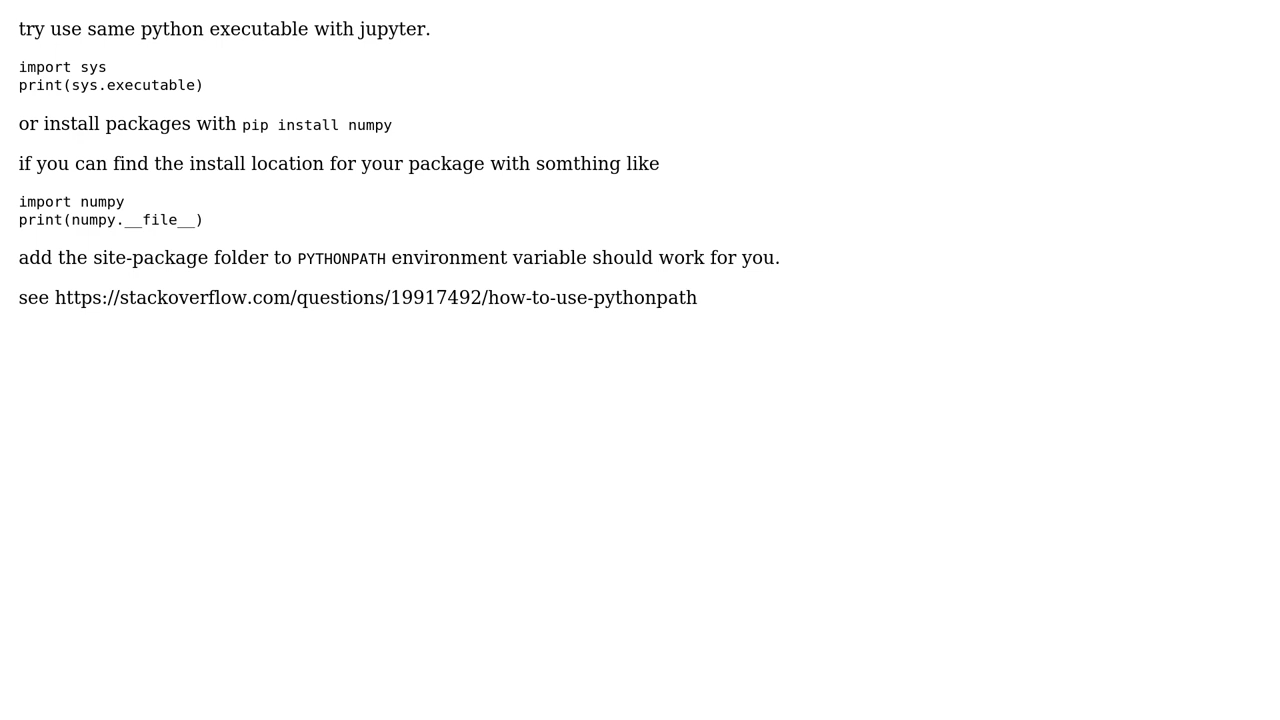 try use same python executable with jupyter.
import sys
print(sys.executable)
or install packages with pip install numpy
if you can find the install location for your package with somthing like
import numpy
print(numpy.__file__)
add the site-package folder to PYTHONPATH environment variable should work for you.
see https://stackoverflow.com/questions/19917492/how-to-use-pythonpath